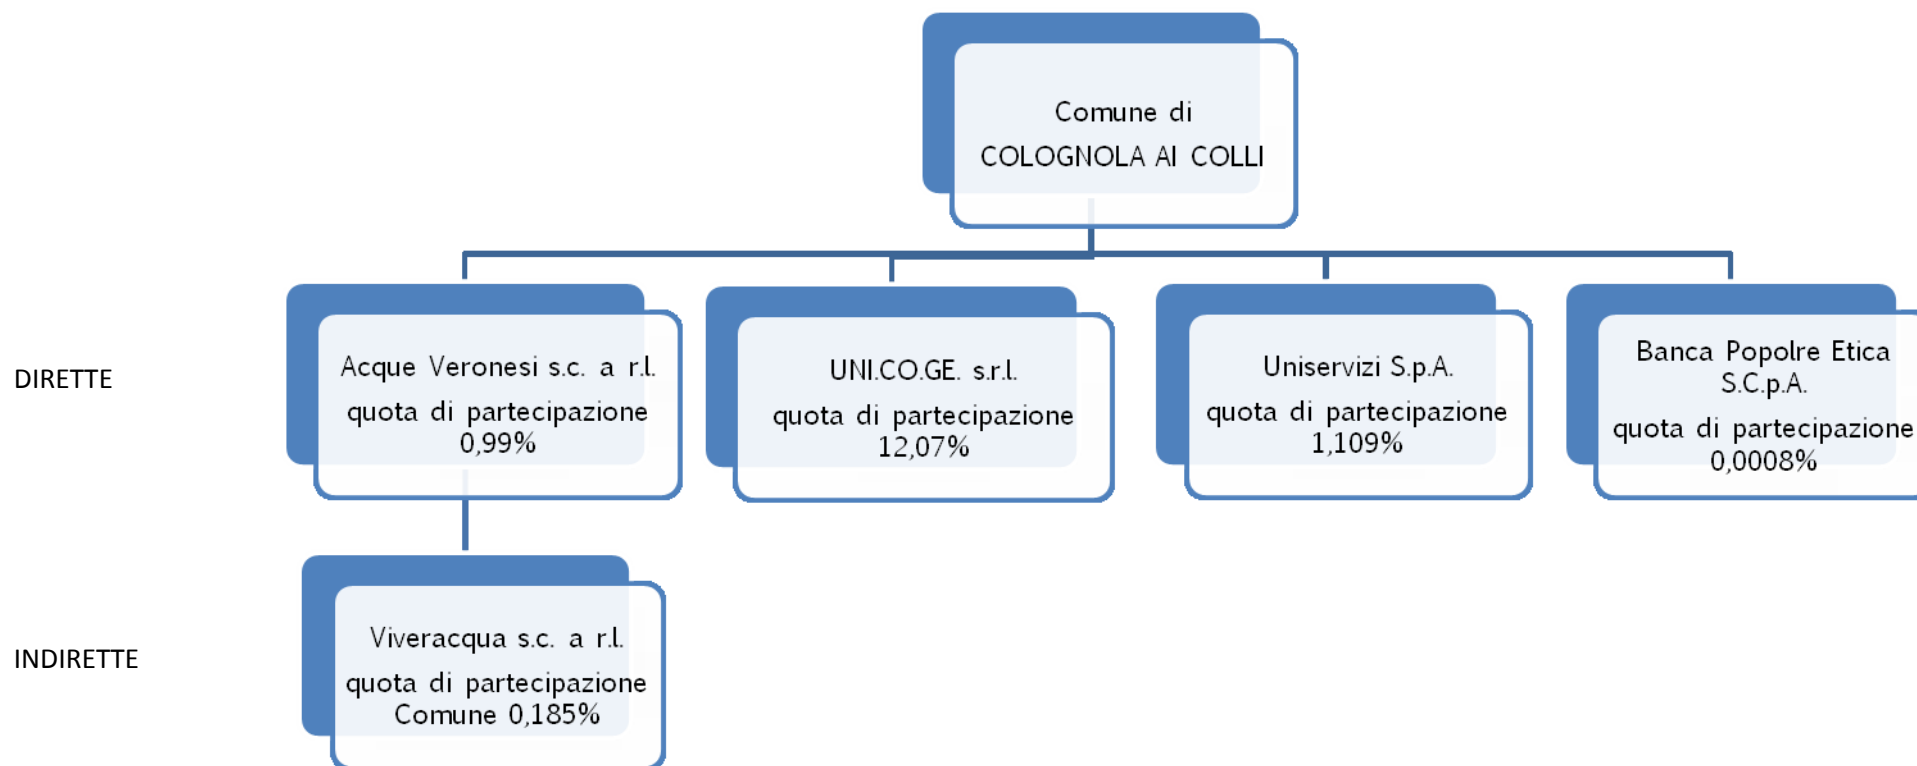 Comune di
COLOGNOLA AI COLLI
DIRETTE
Acque Veronesi s.c. a r.l.
quota di partecipazione
0,99%
UNI.CO.GE. s.r.l.
quota di partecipazione
12,07%
Uniservizi S.p.A.
quota di partecipazione
1,109%
Banca Popolre Etica
S.C.p.A.
quota di partecipazione
0,0008%
INDIRETTE
Viveracqua s.c. a r.l.
quota di partecipazione
Comune 0,185%